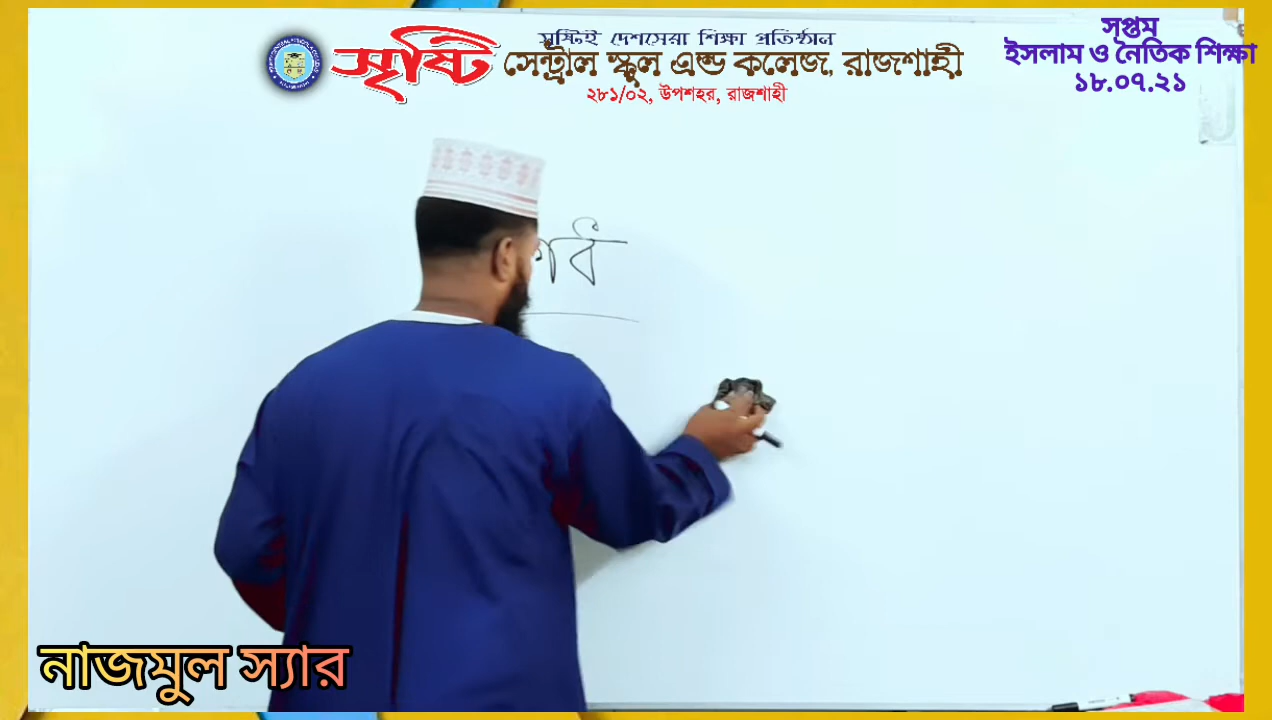 সৃষ্টিই দেশসেরা শিক্ষা প্রতিষ্ঠান
সৃষ্টি সেন্ট্রাল স্কুল এন্ড কলেজ, রাজশাহী
২৮১/০২, উপশহর, রাজশাহী
সপ্তম
ইসলাম ও নৈতিক শিক্ষা
১৮.০৭.২১
নাজমুল স্যার